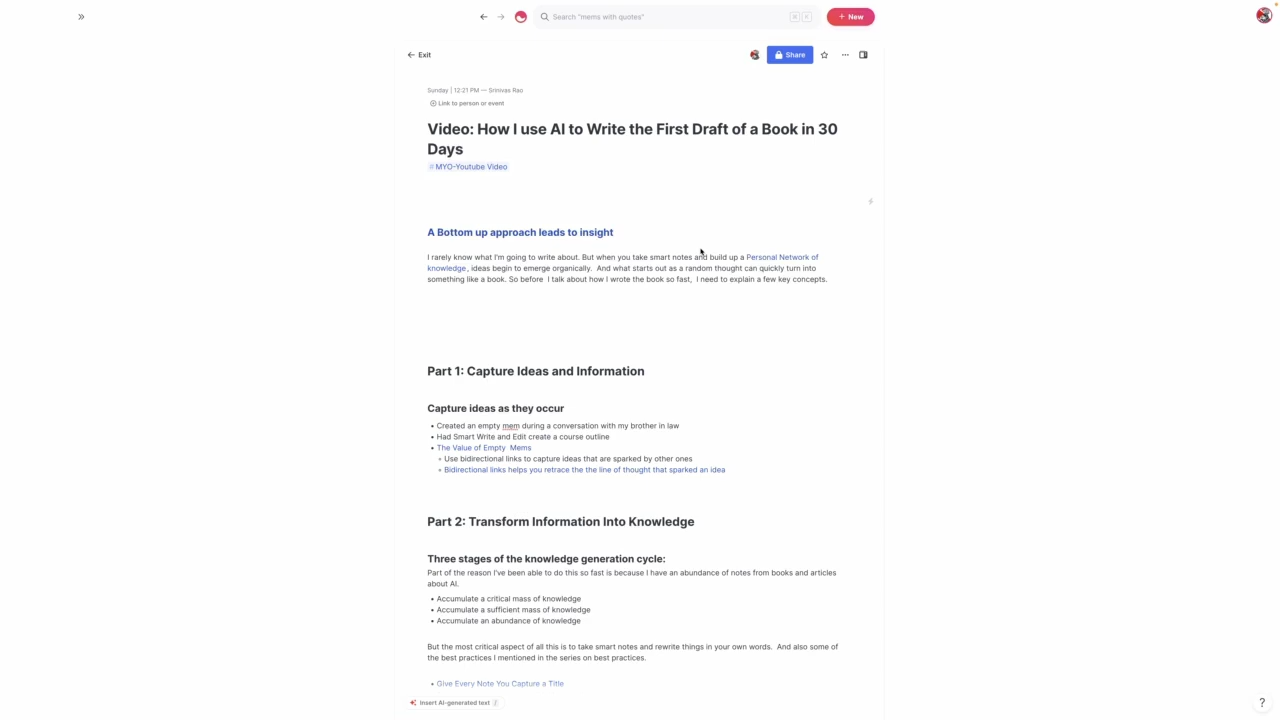 Search "mems with quotes"
⌘ K
+ New
Exit
Share
Sunday | 12:21 PM — Srinivas Rao
Link to person or event
Video: How I use AI to Write the First Draft of a Book in 30
Days
# MYO-Youtube Video
A Bottom up approach leads to insight
I rarely know what I'm going to write about. But when you take smart notes and build up a Personal Network of
knowledge, ideas begin to emerge organically. And what starts out as a random thought can quickly turn into
something like a book. So before I talk about how I wrote the book so fast, I need to explain a few key concepts.
Part 1: Capture Ideas and Information
Capture ideas as they occur
• Created an empty mem during a conversation with my brother in law
• Had Smart Write and Edit create a course outline
• The Value of Empty Mems
• Use bidirectional links to capture ideas that are sparked by other ones
• Bidirectional links helps you retrace the the line of thought that sparked an idea
Part 2: Transform Information Into Knowledge
Three stages of the knowledge generation cycle:
Part of the reason I've been able to do this so fast is because I have an abundance of notes from books and articles
about AI.
• Accumulate a critical mass of knowledge
• Accumulate a sufficient mass of knowledge
• Accumulate an abundance of knowledge
But the most critical aspect of all this is to take smart notes and rewrite things in your own words. And also some of
the best practices I mentioned in the series on best practices.
• Give Every Note You Capture a Title
Insert AI-generated text /
?